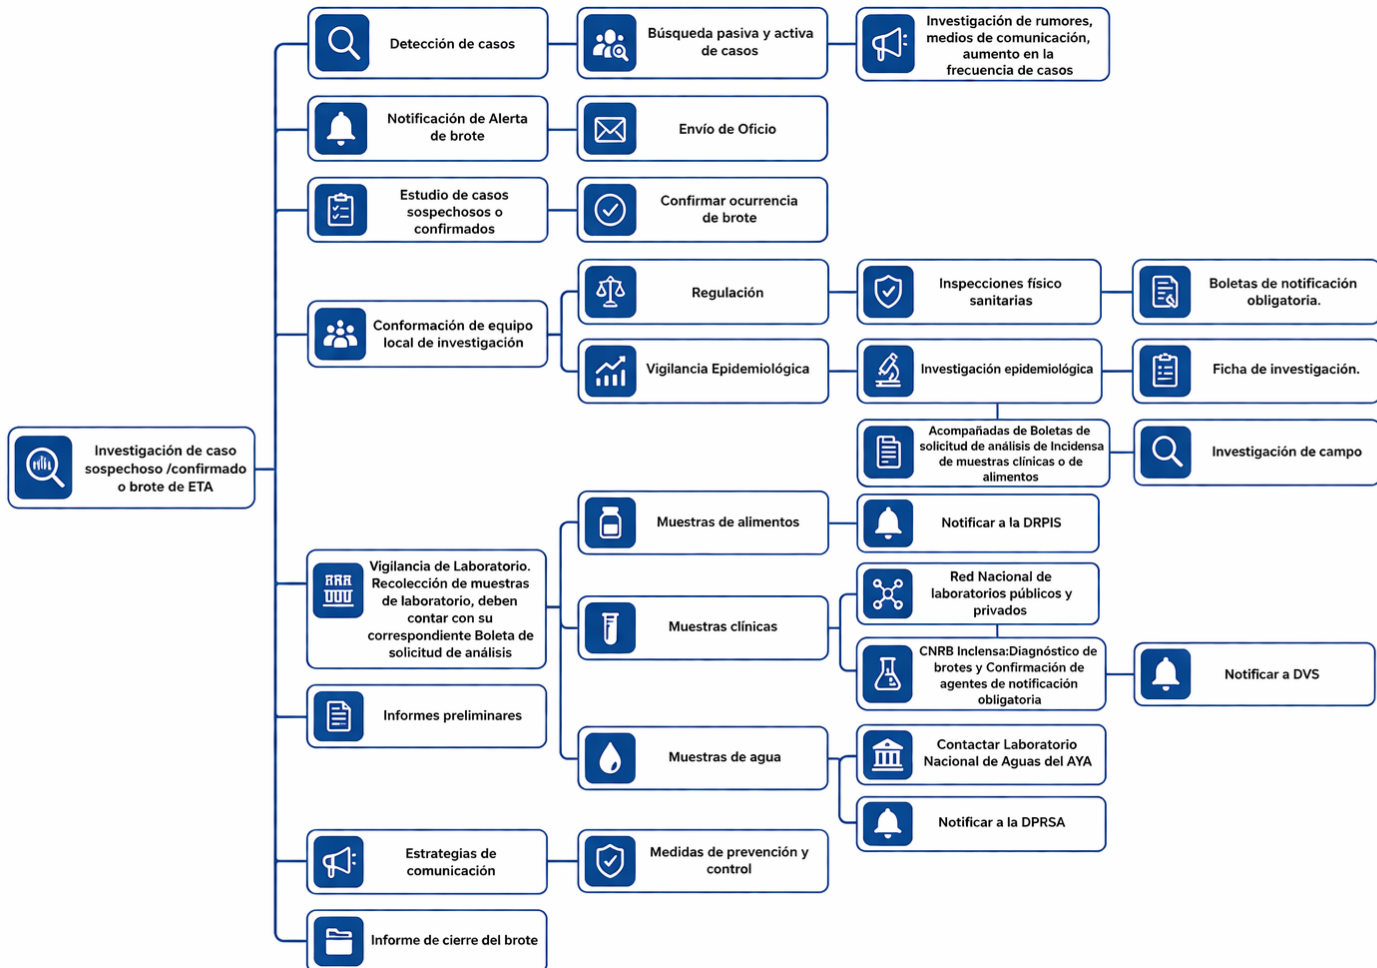 Detección de casos
Búsqueda pasiva y activa
de casos
Investigación de rumores,
medios de comunicación,
aumento en la
frecuencia de casos
Notificación de Alerta
de brote
Envío de Oficio
Estudio de casos
sospechosos o
confirmados
Confirmar ocurrencia
de brote
Conformación de equipo
local de investigación
Regulación
Inspecciones físico
sanitarias
Boletas de notificación
obligatoria.
Vigilancia Epidemiológica
Investigación epidemiológica
Ficha de investigación.
Acompañadas de Boletas de
solicitud de análisis de Incidensa
de muestras clínicas o de
alimentos
Investigación de campo
Investigación de caso
sospechoso /confirmado
o brote de ETA
Vigilancia de Laboratorio.
Recolección de muestras
de laboratorio, deben
contar con su
correspondiente Boleta de
solicitud de análisis
Muestras de alimentos
Notificar a la DRPIS
Muestras clínicas
Red Nacional de
laboratorios públicos y
privados
CNRB Inclensa:Diagnóstico de
brotes y Confirmación de
agentes de notificación
obligatoria
Notificar a DVS
Informes preliminares
Muestras de agua
Contactar Laboratorio
Nacional de Aguas del AYA
Notificar a la DPRSA
Estrategias de
comunicación
Medidas de prevención y
control
Informe de cierre del brote